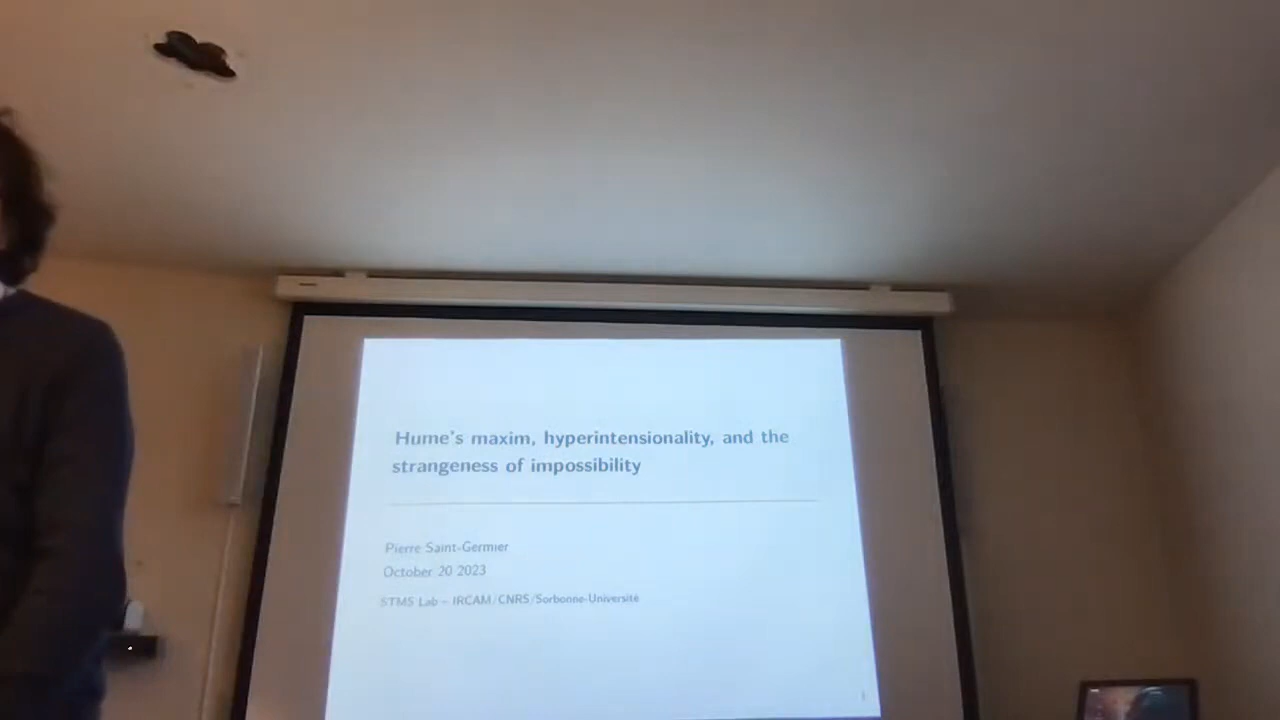 Hume's maxim, hyperintensionality, and the
strangeness of impossibility
Pierre Saint-Germier
October 20 2023
STMS Lab – IRCAM/CNRS/Sorbonne-Université
1